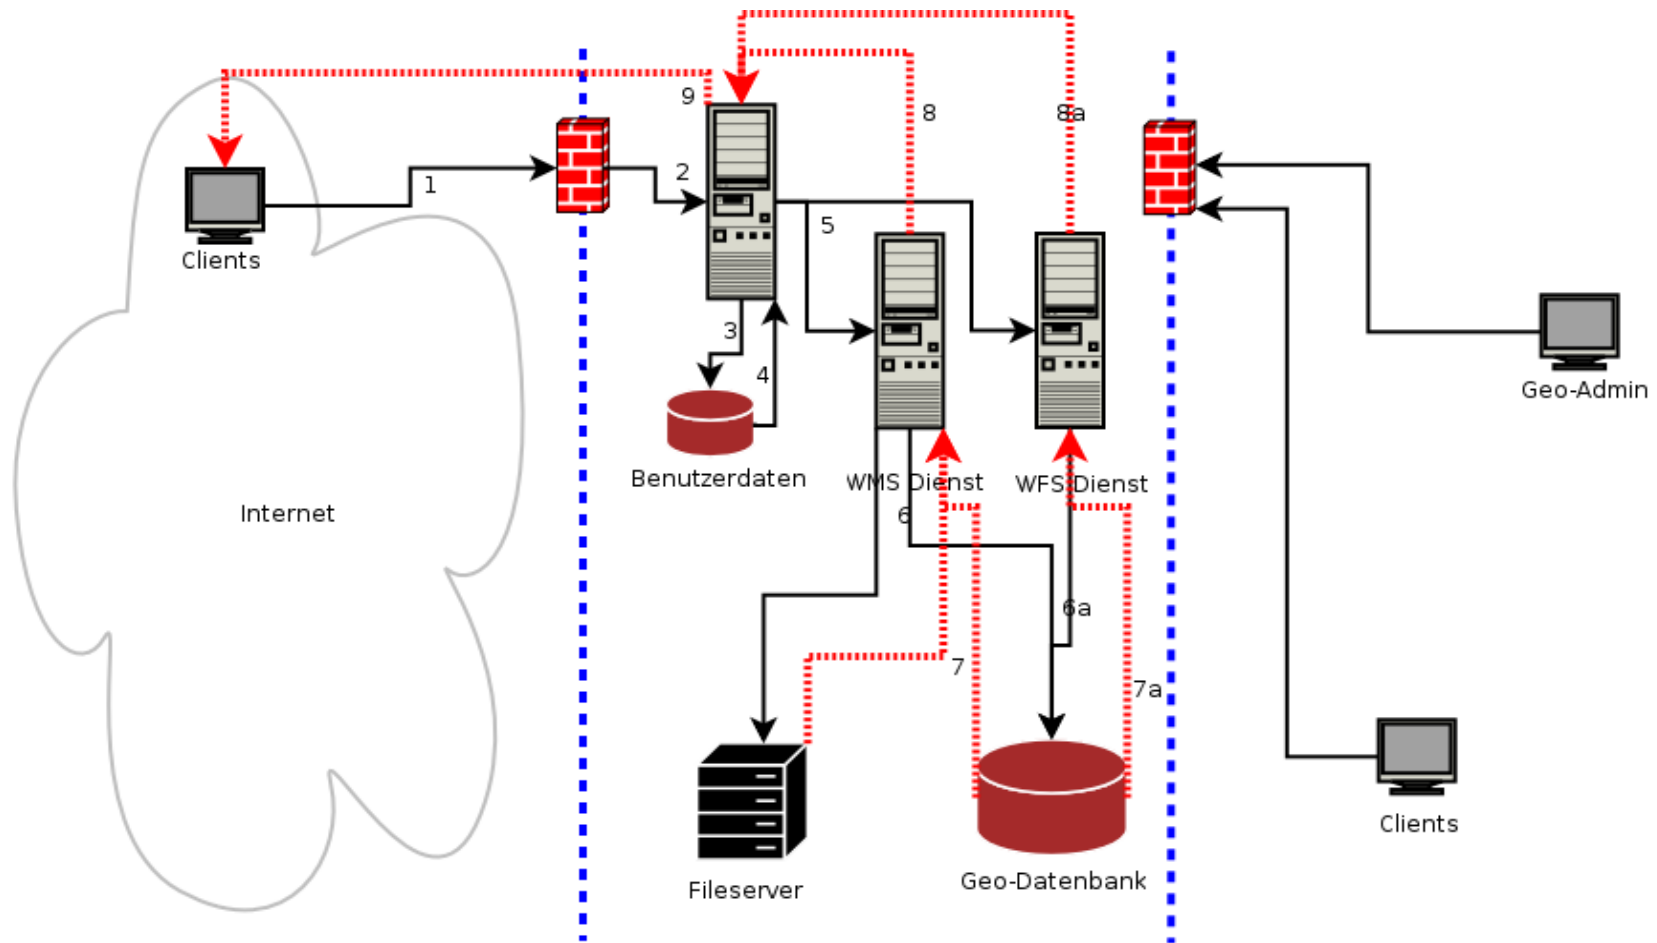 9
8
8a
1
2
5
Clients
3
4
Geo-Admin
Benutzerdaten
WMS Dienst
WFS Dienst
Internet
6
6a
7
7a
Clients
Fileserver
Geo-Datenbank